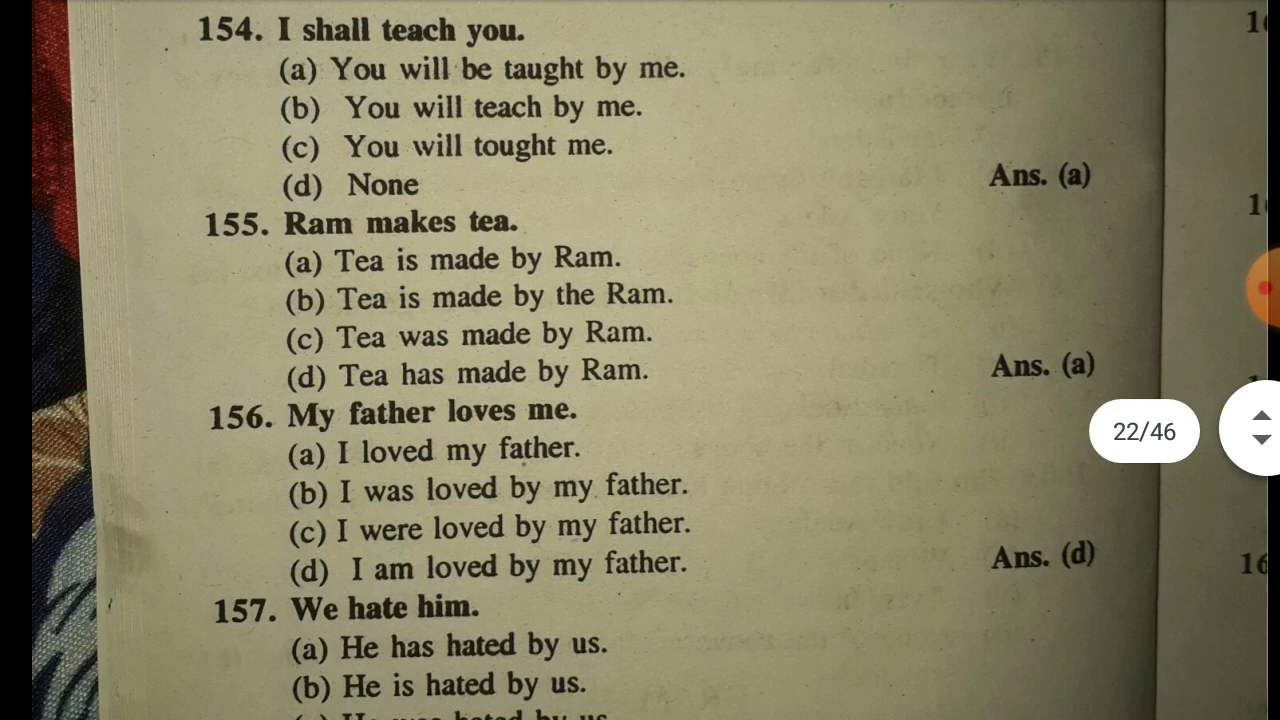 154. I shall teach you.
(a) You will be taught by me.
(b) You will teach by me.
(c) You will tought me.
(d) None
Ans. (a)
155. Ram makes tea.
(a) Tea is made by Ram.
(b) Tea is made by the Ram.
(c) Tea was made by Ram.
(d) Tea has made by Ram.
Ans. (a)
156. My father loves me.
(a) I loved my father.
(b) I was loved by my father.
(c) I were loved by my father.
(d) I am loved by my father.
Ans. (d)
157. We hate him.
(a) He has hated by us.
(b) He is hated by us.
22/46